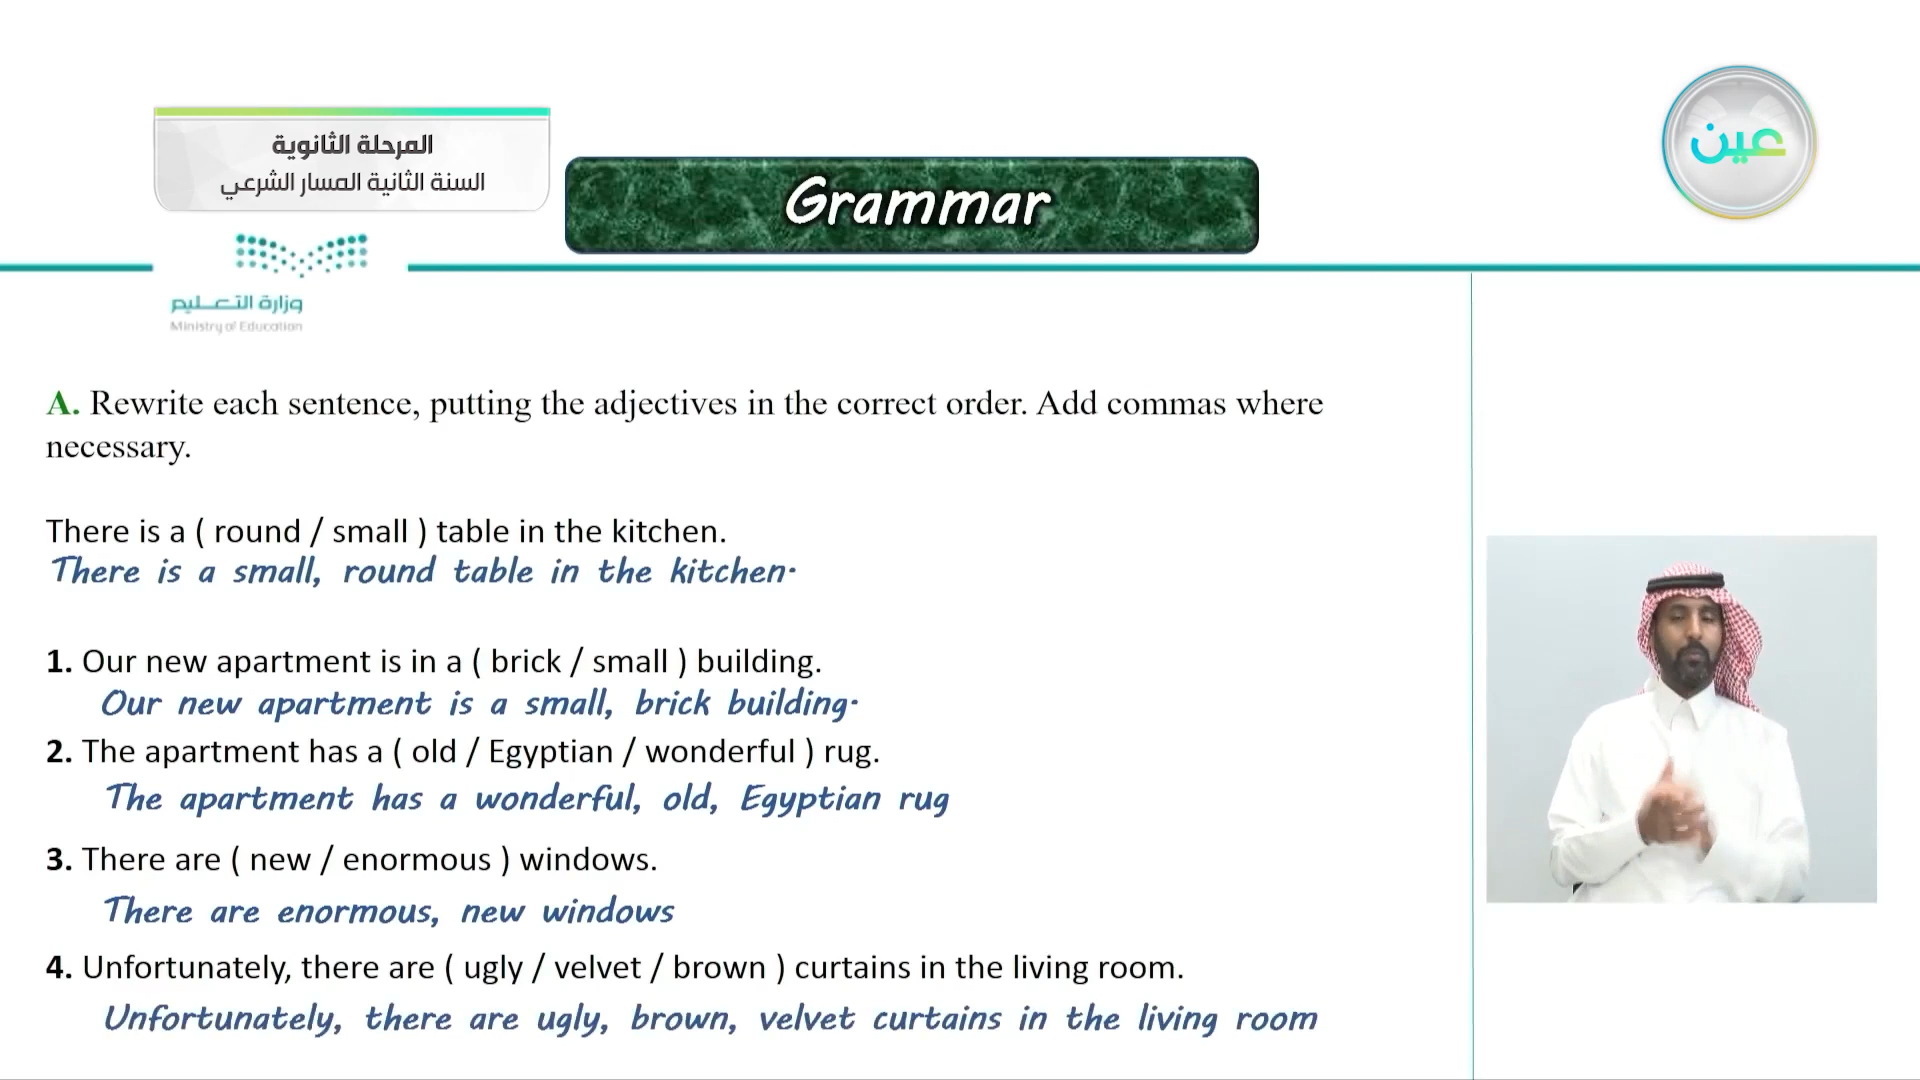 المرحلة الثانوية
السنة الثانية المسار الشرعي
Grammar
عين
وزارة التعليم
Ministry of Education
A. Rewrite each sentence, putting the adjectives in the correct order. Add commas where
necessary.
There is a ( round / small ) table in the kitchen.
There is a small, round table in the kitchen.
1. Our new apartment is in a ( brick / small ) building.
Our new apartment is a small, brick building.
2. The apartment has a ( old / Egyptian / wonderful ) rug.
The apartment has a wonderful, old, Egyptian rug
3. There are ( new / enormous ) windows.
There are enormous, new windows
4. Unfortunately, there are ( ugly / velvet / brown ) curtains in the living room.
Unfortunately, there are ugly, brown, velvet curtains in the living room